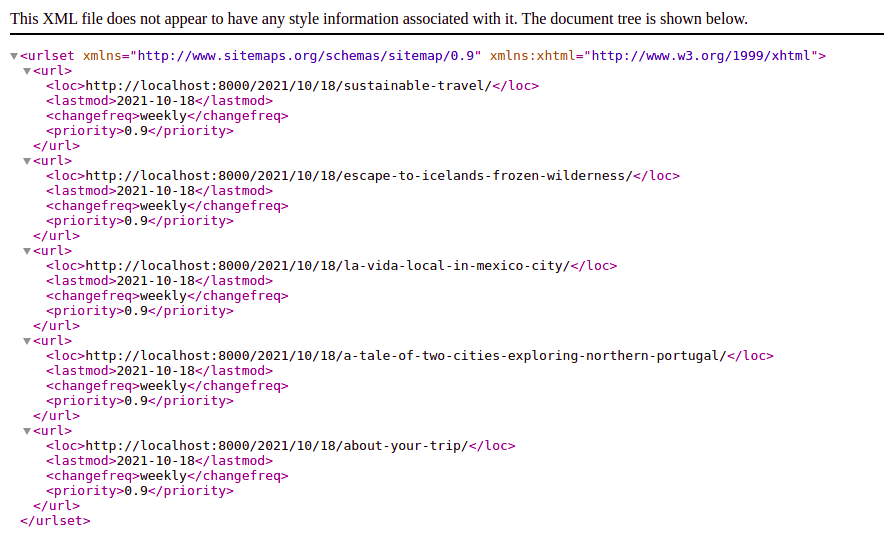 This XML file does not appear to have any style information associated with it. The document tree is shown below.
<urlset xmlns="http://www.sitemaps.org/schemas/sitemap/0.9" xmlns:xhtml="http://www.w3.org/1999/xhtml">
<url>
<loc>http://localhost:8000/2021/10/18/sustainable-travel/</loc>
<lastmod>2021-10-18</lastmod>
<changefreq>weekly</changefreq>
<priority>0.9</priority>
</url>
<url>
<loc>http://localhost:8000/2021/10/18/escape-to-icelands-frozen-wilderness/</loc>
<lastmod>2021-10-18</lastmod>
<changefreq>weekly</changefreq>
<priority>0.9</priority>
</url>
<url>
<loc>http://localhost:8000/2021/10/18/la-vida-local-in-mexico-city/</loc>
<lastmod>2021-10-18</lastmod>
<changefreq>weekly</changefreq>
<priority>0.9</priority>
</url>
<url>
<loc>http://localhost:8000/2021/10/18/a-tale-of-two-cities-exploring-northern-portugal/</loc>
<lastmod>2021-10-18</lastmod>
<changefreq>weekly</changefreq>
<priority>0.9</priority>
</url>
<url>
<loc>http://localhost:8000/2021/10/18/about-your-trip/</loc>
<lastmod>2021-10-18</lastmod>
<changefreq>weekly</changefreq>
<priority>0.9</priority>
</url>
</urlset>